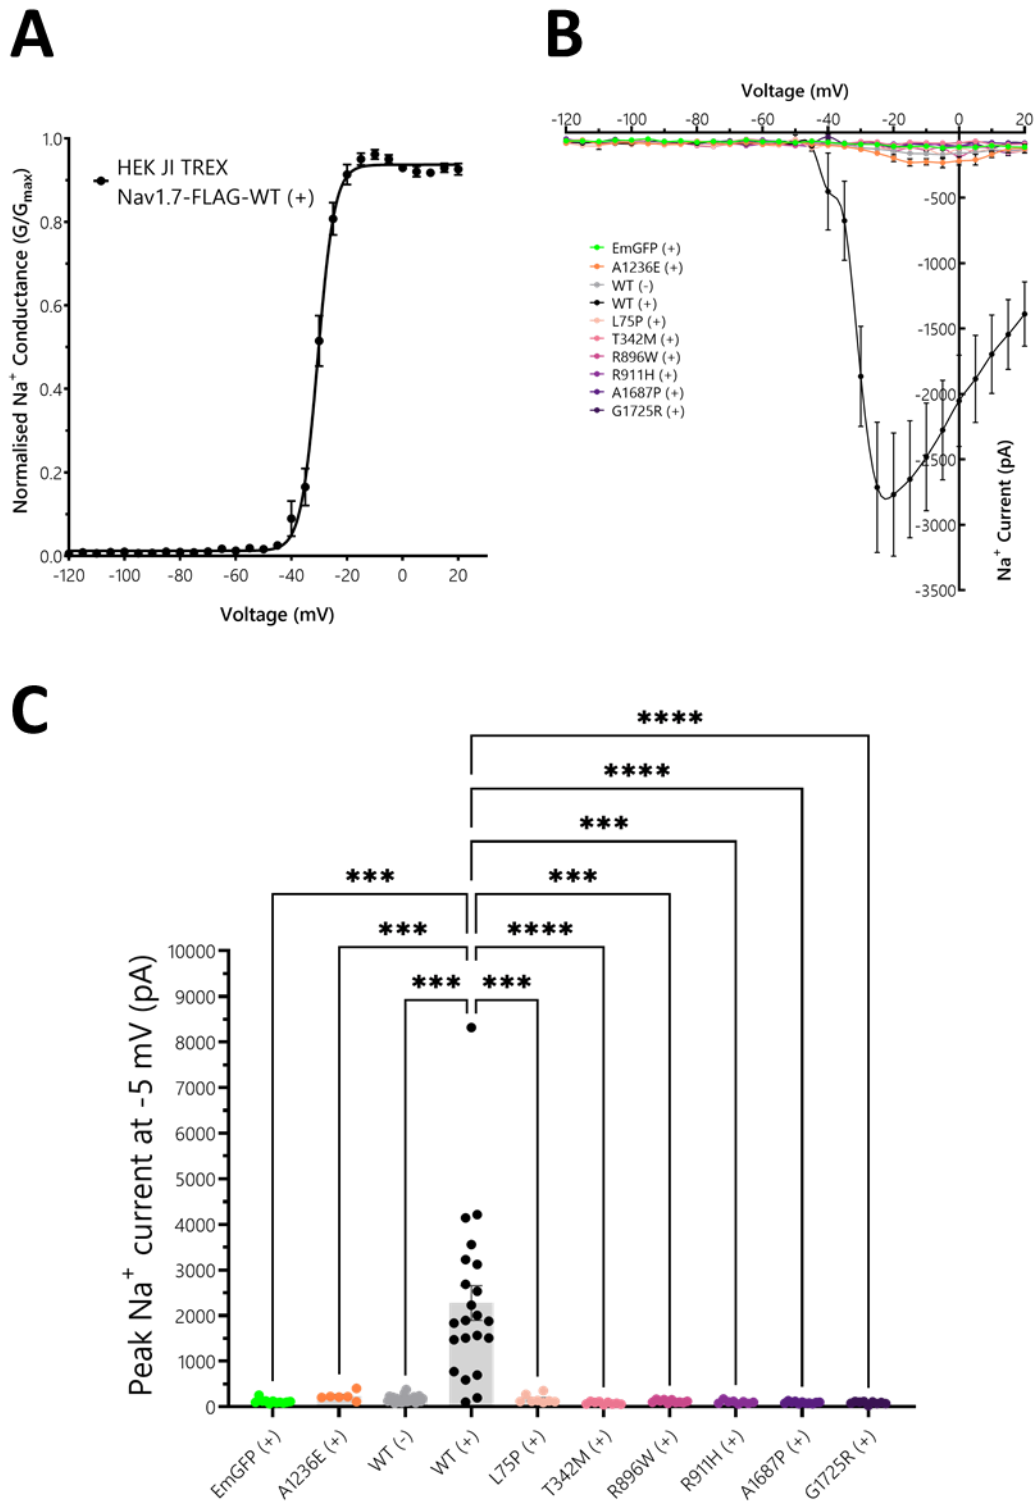 A
B
1.0
0.8
0.6
0.4
0.2
0.0
Normalised Na+ Conductance (G/Gmax)
HEK JI TREX
Nav1.7-FLAG-WT (+)
-120 -100 -80 -60 -40 -20 0 20
Voltage (mV)
Voltage (mV)
-120 -100 -80 -60 -40 -20 0 20
EmGFP (+)
A1236E (+)
WT (-)
WT (+)
L75P (+)
T342M (+)
R896W (+)
R911H (+)
A1687P (+)
G1725R (+)
-500
-1000
-1500
-2000
-2500
-3000
-3500
Na+ Current (pA)
C
****
****
***
*** ***
*** ****
*** ***
10000
9000
8000
7000
6000
5000
4000
3000
2000
1000
0
Peak Na+ current at -5 mV (pA)
EmGFP (+)
A1236E (+)
WT (-)
WT (+)
L75P (+)
T342M (+)
R896W (+)
R911H (+)
A1687P (+)
G1725R (+)